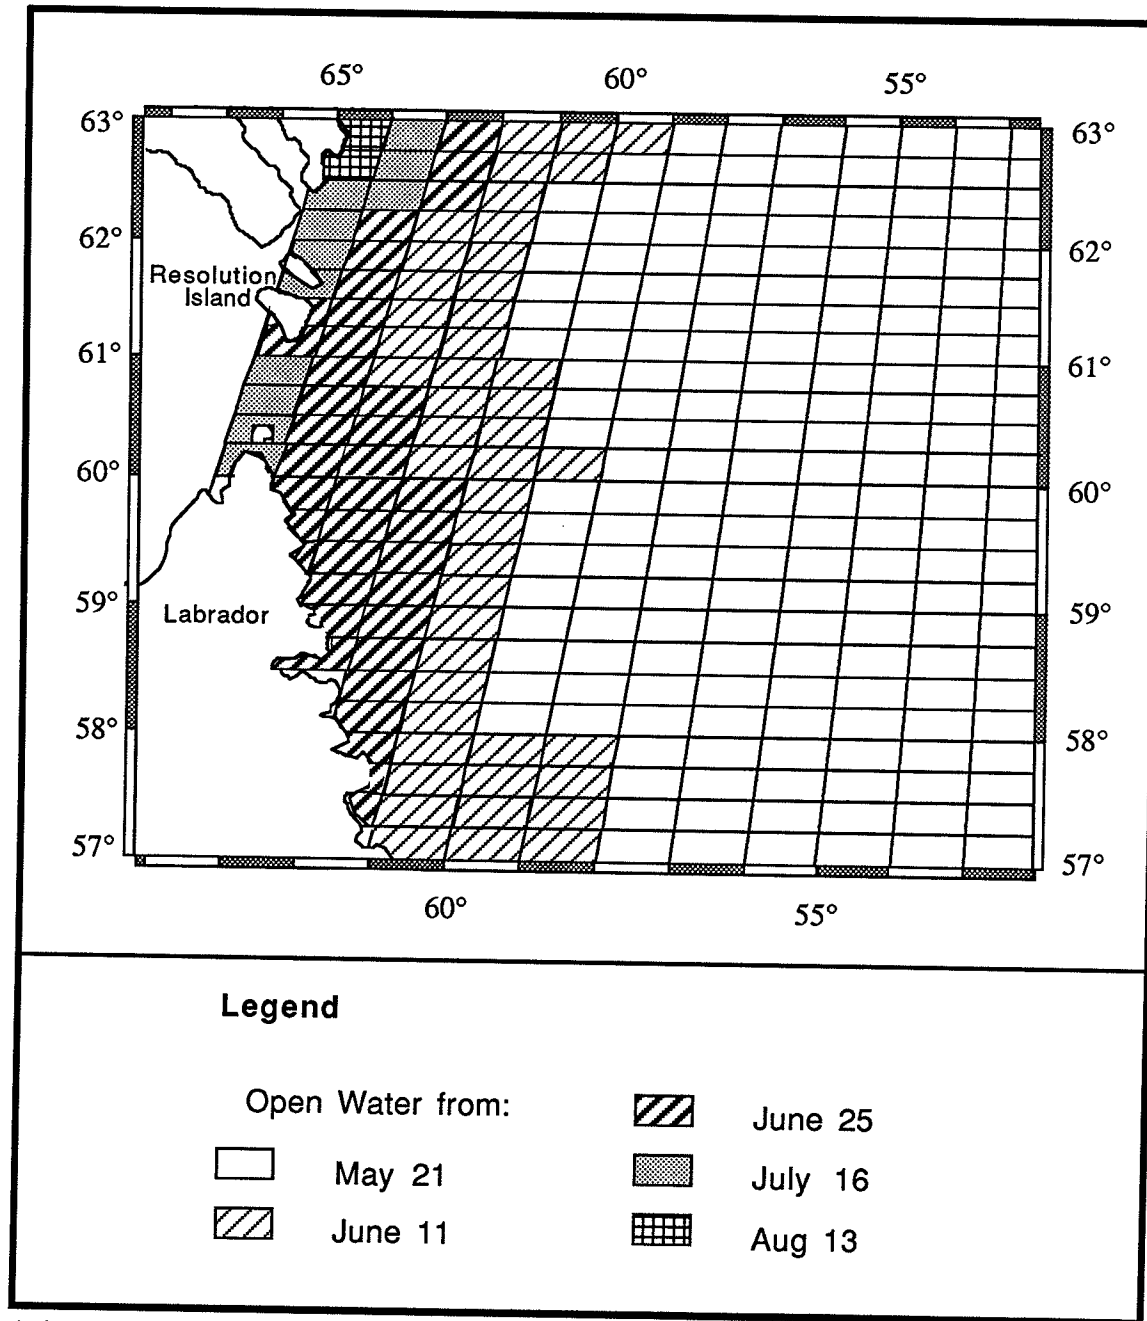 65° 60° 55°
63° 63°
62° 62°
Resolution
Island
61° 61°
60° 60°
59° 59°
Labrador
58° 58°
57° 57°
60° 55°
Legend
Open Water from:
June 25
May 21
July 16
June 11
Aug 13